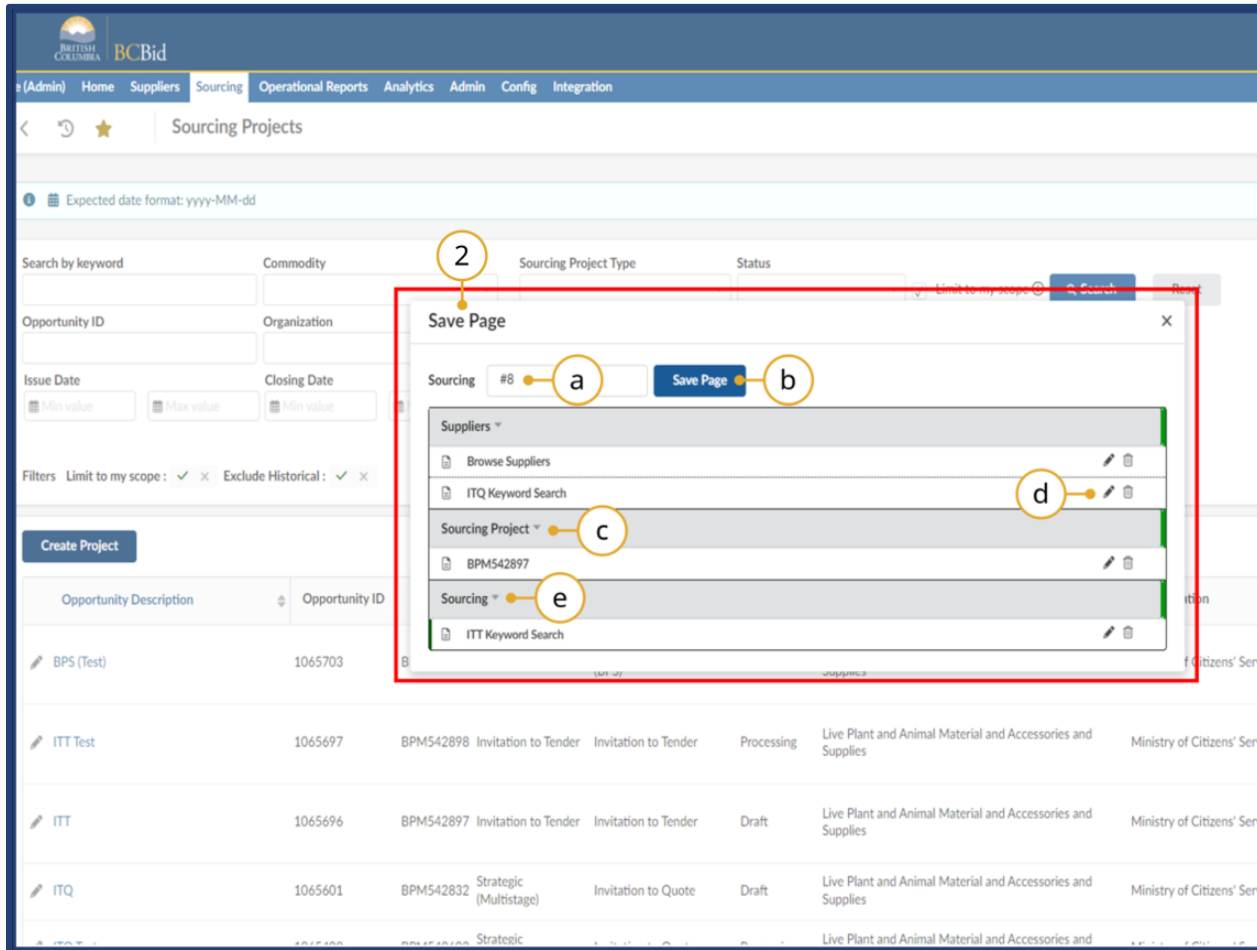 BRITISH
COLUMBIA
BCBid
e (Admin) Home Suppliers Sourcing Operational Reports Analytics Admin Config Integration
Sourcing Projects
Expected date format: yyyy-MM-dd
2
Search by keyword Commodity Sourcing Project Type Status
Limit to my scope Search Reset
Opportunity ID Organization
Save Page
Issue Date Closing Date
Min value Max value Min value
Sourcing #8 a Save Page b
Suppliers
Browse Suppliers
ITQ Keyword Search d
Filters Limit to my scope : Exclude Historical :
Sourcing Project c
BPM542897
Sourcing e
ITT Keyword Search
Create Project
Opportunity Description Opportunity ID
BPS (Test) 1065703 Supplies
ITT Test 1065697 BPM542898 Invitation to Tender Invitation to Tender Processing Live Plant and Animal Material and Accessories and Ministry of Citizens' Ser
Supplies
ITT 1065696 BPM542897 Invitation to Tender Invitation to Tender Draft Live Plant and Animal Material and Accessories and Ministry of Citizens' Ser
Supplies
ITQ 1065601 BPM542832 Strategic Invitation to Quote Draft Live Plant and Animal Material and Accessories and Ministry of Citizens' Ser
(Multistage) Supplies
Strategic Live Plant and Animal Material and Accessories and